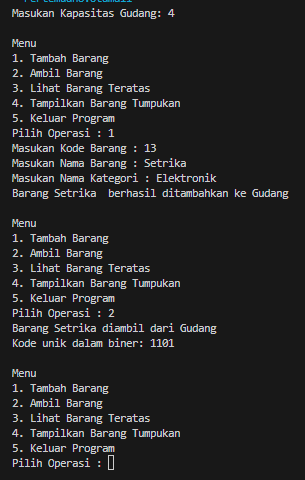 Masukan Kapasitas Gudang: 4
Menu
1. Tambah Barang
2. Ambil Barang
3. Lihat Barang Teratas
4. Tampilkan Barang Tumpukan
5. Keluar Program
Pilih Operasi : 1
Masukan Kode Barang : 13
Masukan Nama Barang : Setrika
Masukan Nama Kategori : Elektronik
Barang Setrika  berhasil ditambahkan ke Gudang
Menu
1. Tambah Barang
2. Ambil Barang
3. Lihat Barang Teratas
4. Tampilkan Barang Tumpukan
5. Keluar Program
Pilih Operasi : 2
Barang Setrika diambil dari Gudang
Kode unik dalam biner: 1101
Menu
1. Tambah Barang
2. Ambil Barang
3. Lihat Barang Teratas
4. Tampilkan Barang Tumpukan
5. Keluar Program
Pilih Operasi :